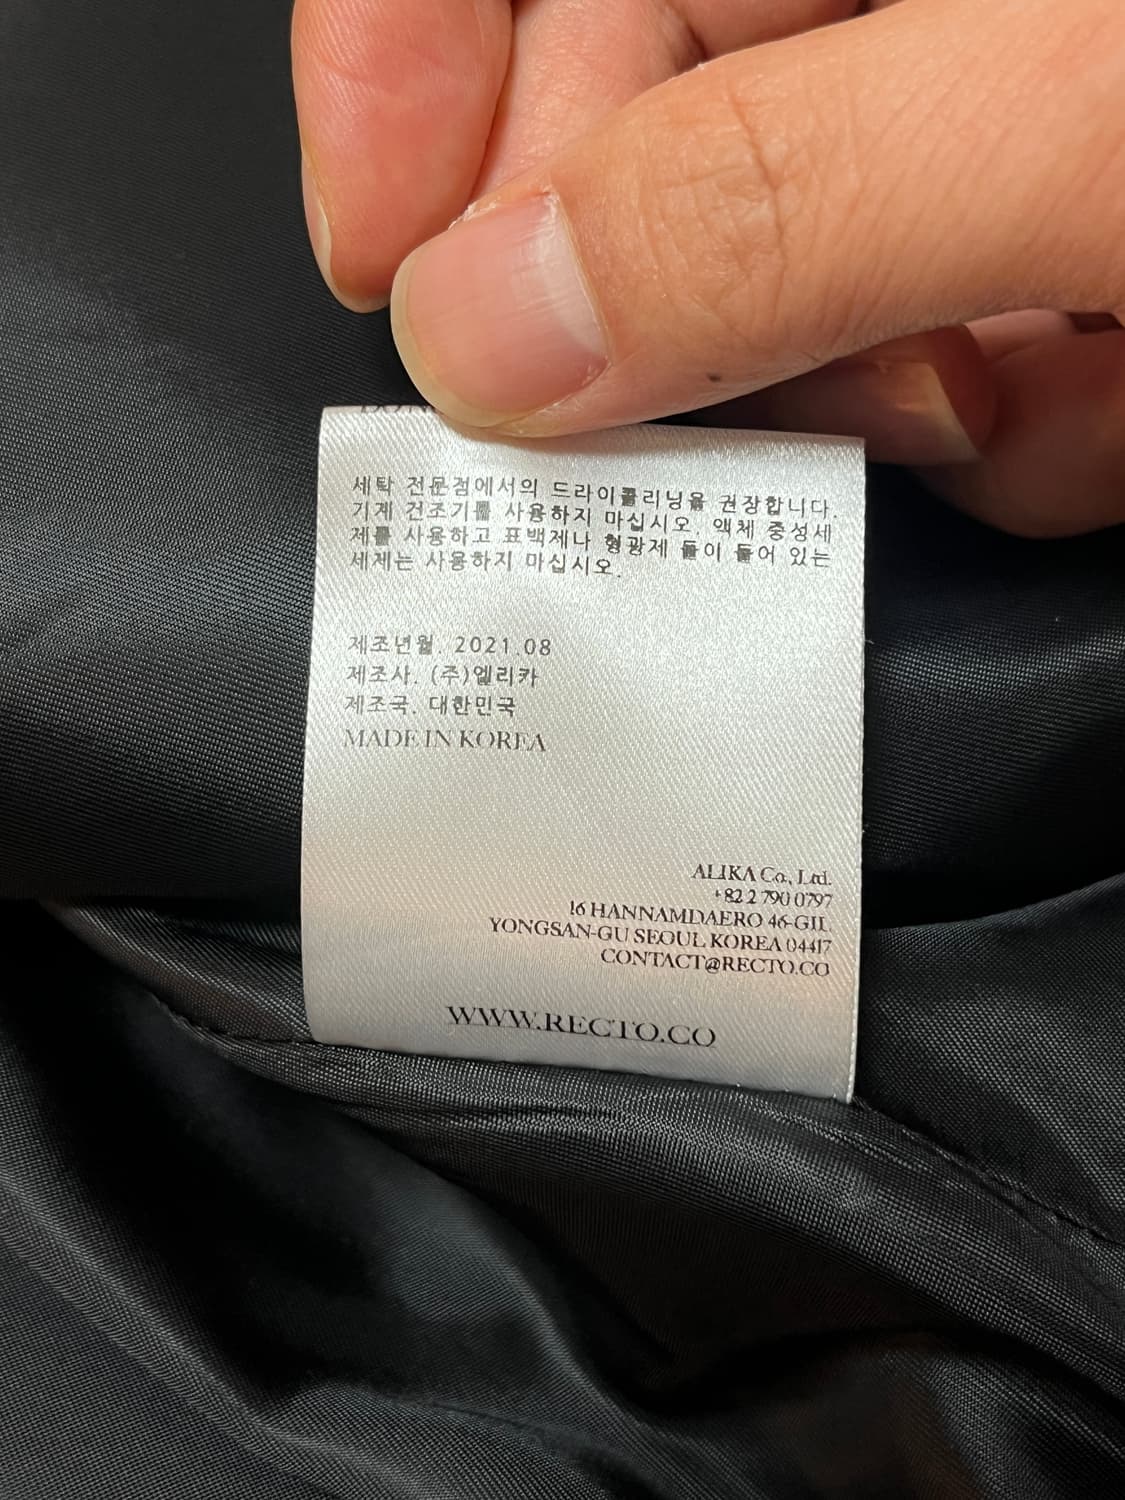 세탁 전문점에서의 드라이클리닝을 권장합니다.
기계 건조기를 사용하지 마십시오. 액체 중성세
제를 사용하고 표백제나 형광제 들이 들어 있는
세제는 사용하지 마십시오.
제조년월. 2021.08
제조사. (주)엘리카
제조국. 대한민국
MADE IN KOREA
ALIKA Co., Ltd.
+82 2 790 0797
16 HANNAMDAERO 46-GIL
YONGSAN-GU SEOUL KOREA 04417
CONTACT@RECTO.CO
WWW.RECTO.CO